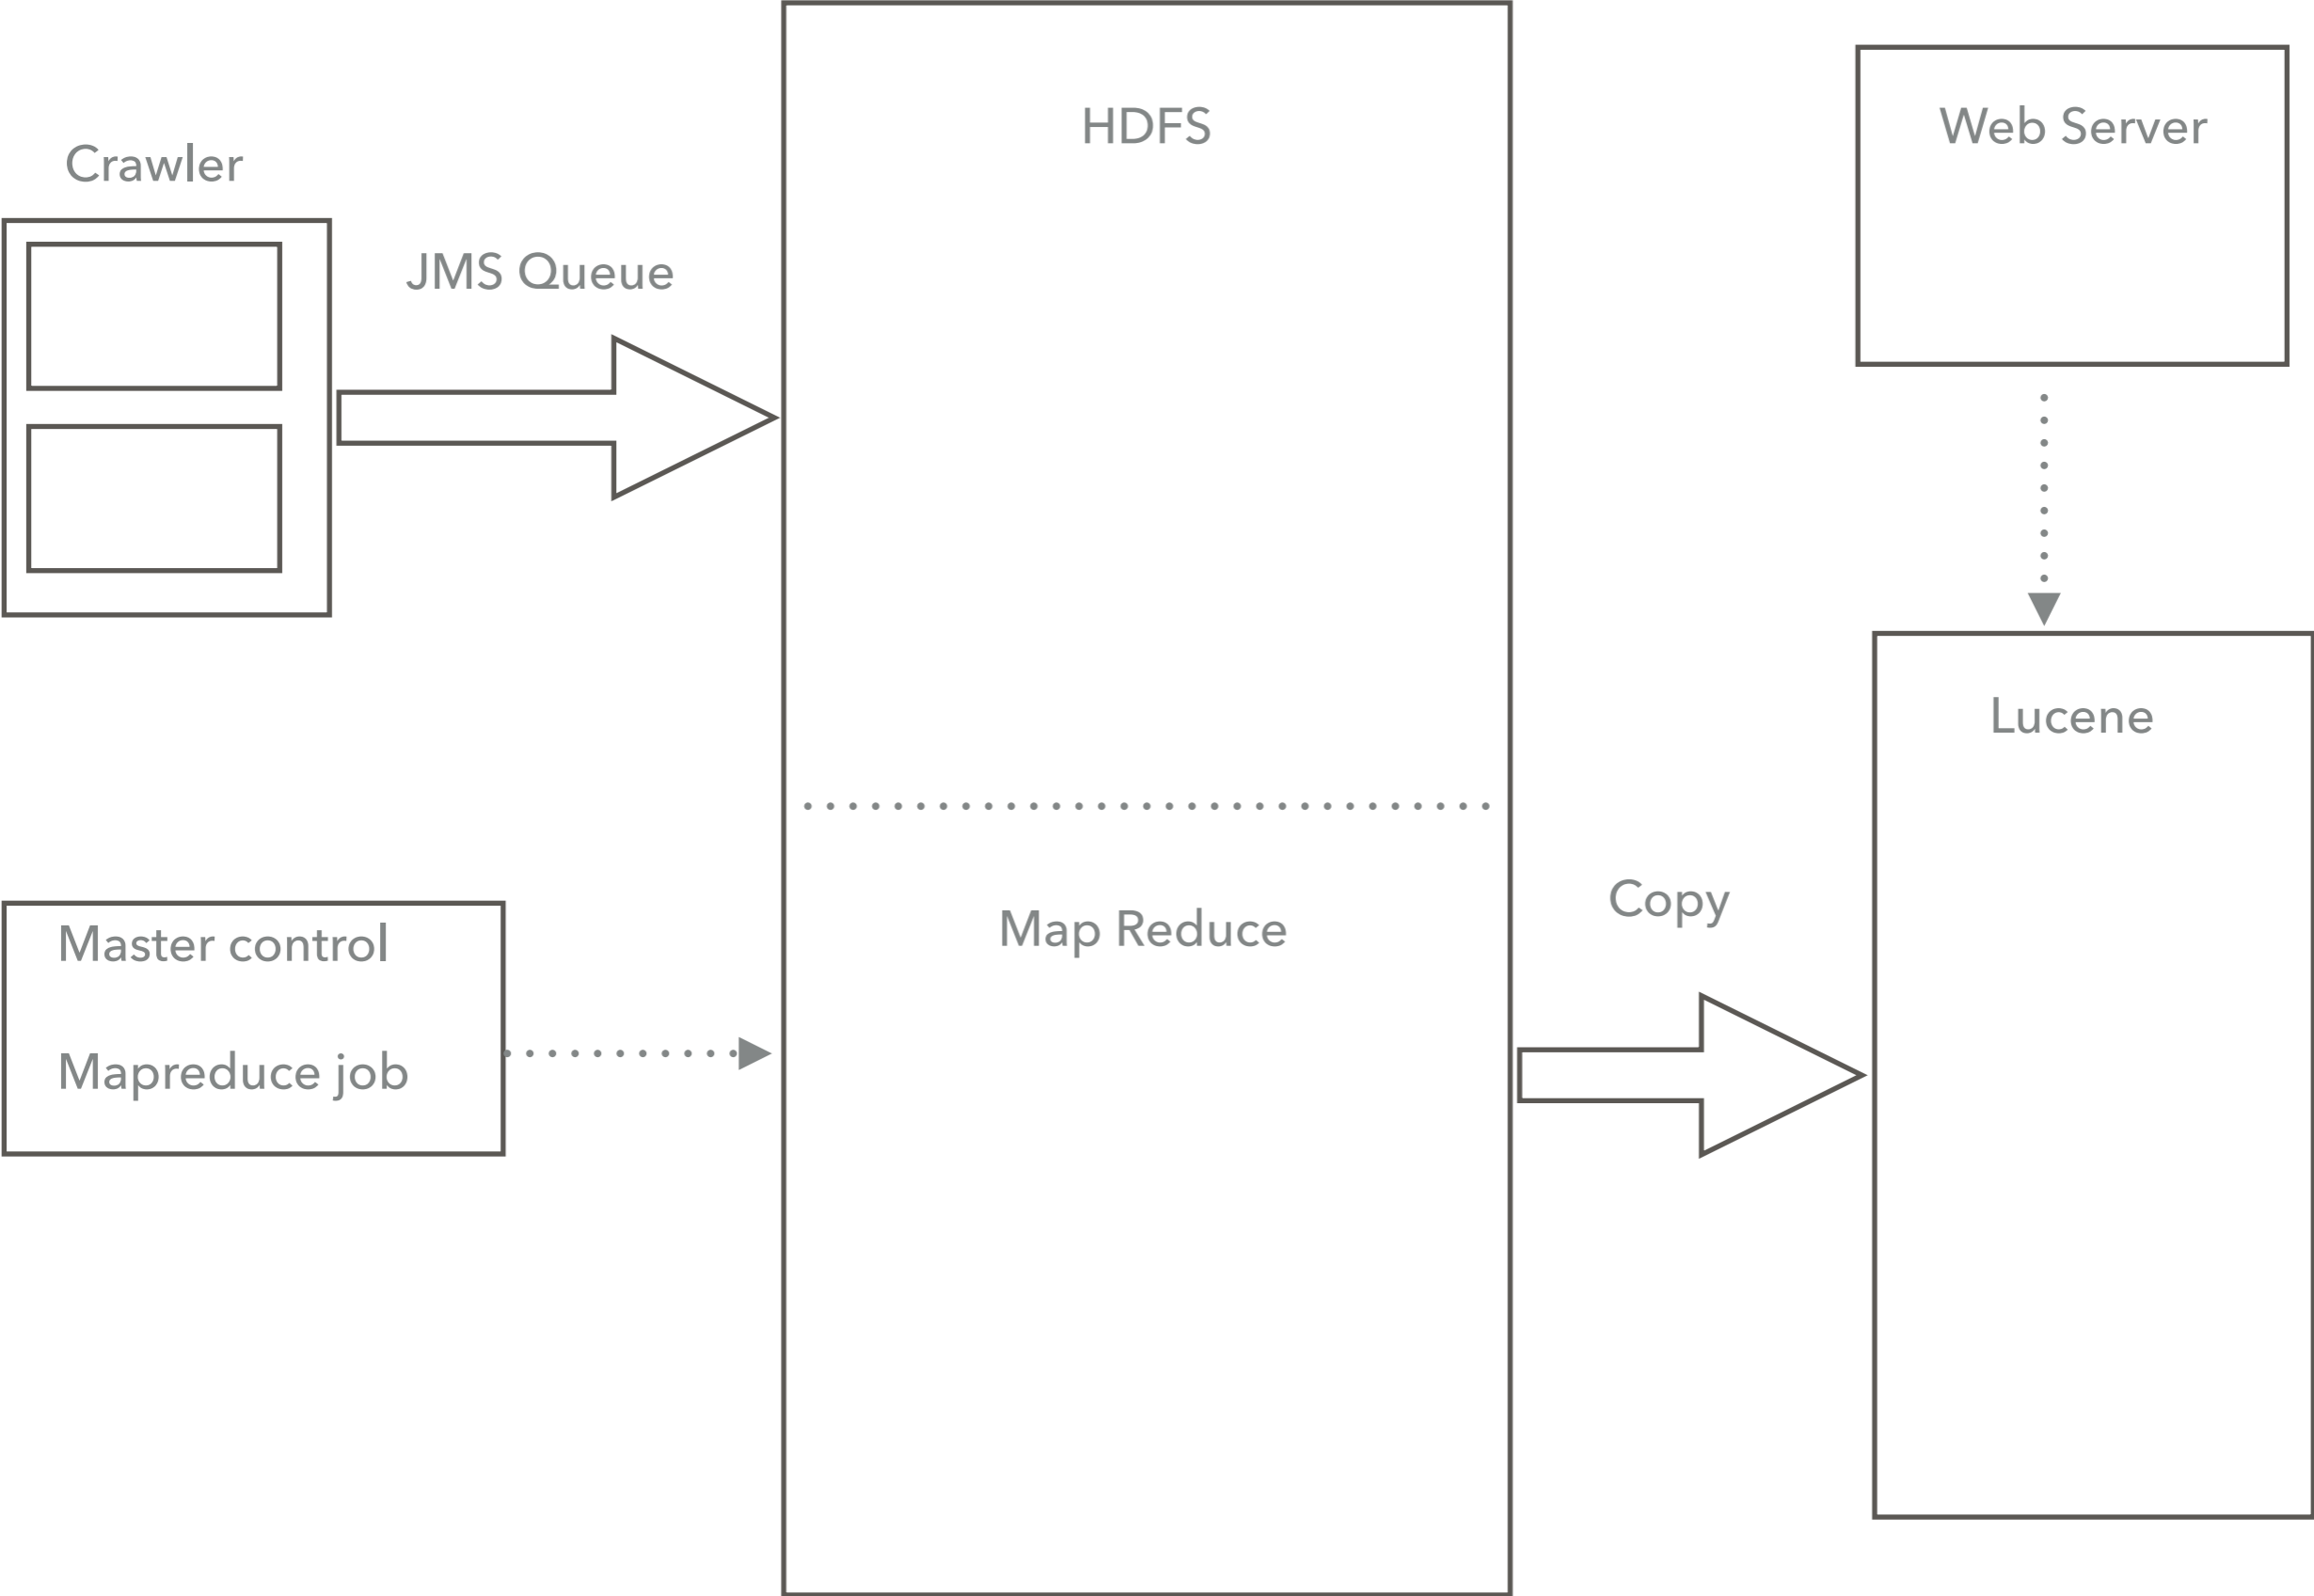 Crawler
JMS Queue
HDFS
Web Server
Lucene
Master control
Mapreduce job
Map Reduce
Copy